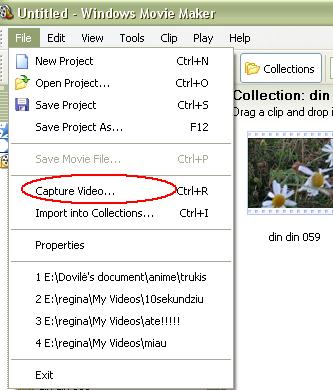 Untitled - Windows Movie Maker
File Edit View Tools Clip Play Help
New Project Ctrl+N
Open Project... Ctrl+O
Save Project Ctrl+S
Save Project As... F12
Save Movie File... Ctrl+P
Capture Video... Ctrl+R
Import into Collections... Ctrl+I
Properties
1 E:\Dovilė's document\anime\trukis
2 E:\regina\My Videos\10sekundziu
3 E:\regina\My Videos\ate!!!!!
4 E:\regina\My Videos\miau
Exit
Collections
Collection: din
Drag a clip and drop i
din din 059